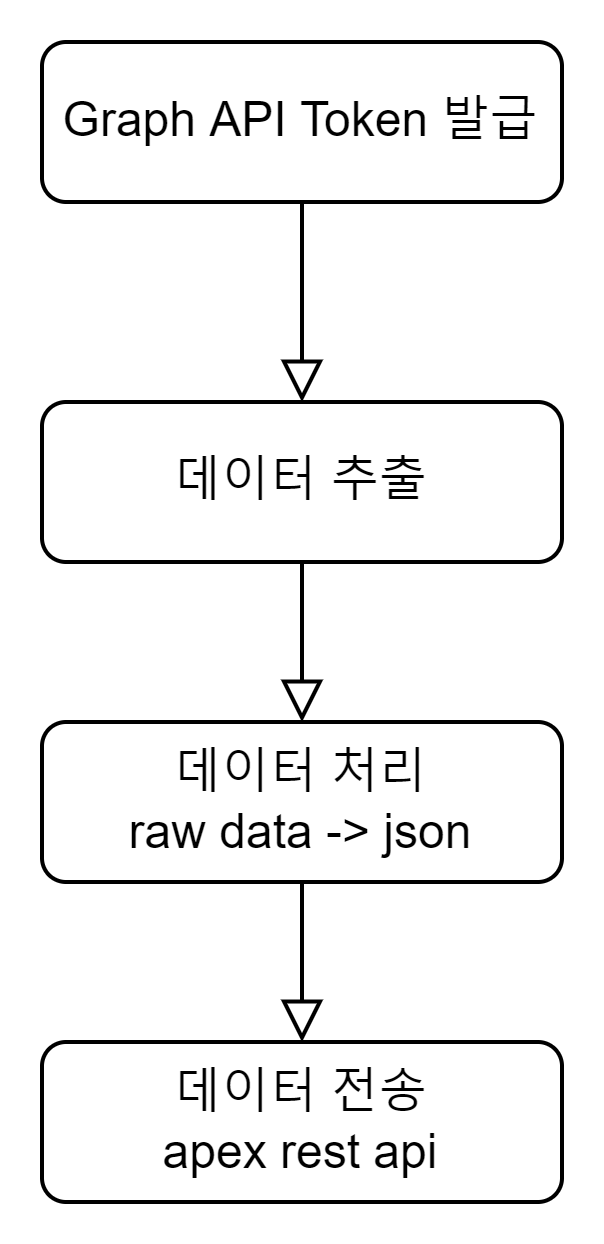 Graph API Token 발급
데이터 추출
데이터 처리
raw data -> json
데이터 전송
apex rest api